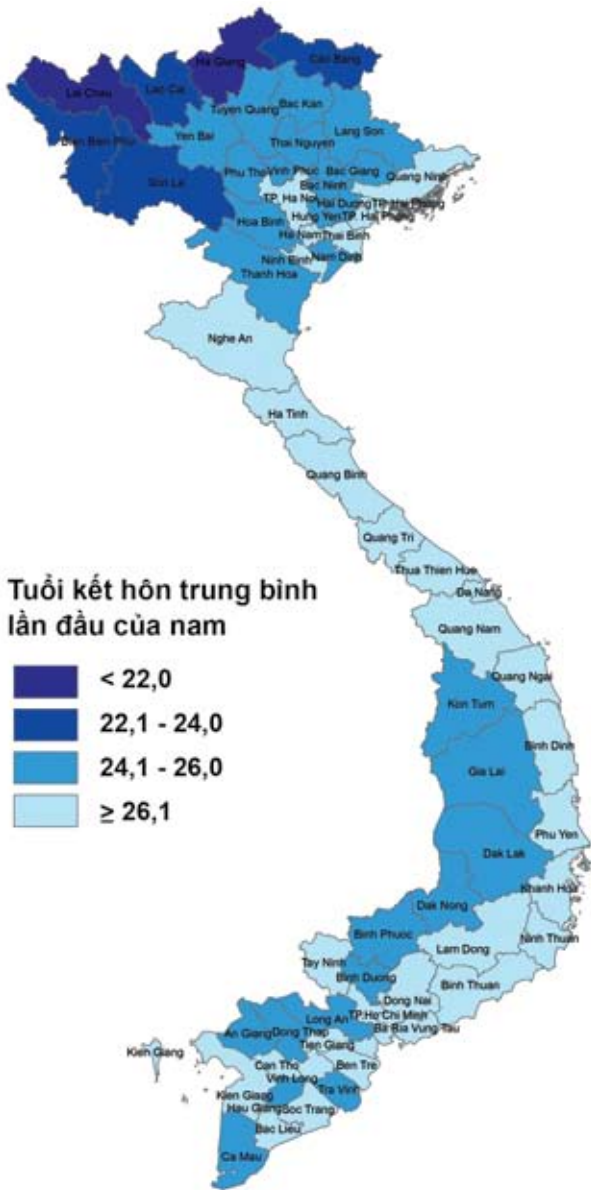 Ha Giang
Cao Bang
Lai Chau
Lao Cai
Tuyen Quang
Bac Kan
Dien Bien Phu
Yen Bai
Thai Nguyen
Lang Son
Son La
Phu Tho
Vinh Phuc
Bac Giang
Quang Ninh
Bac Ninh
TP. Ha Noi
Hai Duong
TP. Hai Phong
Hung Yen
TP. Hai Phong
Hoa Binh
Ha Nam
Thai Binh
Ninh Binh
Nam Dinh
Thanh Hoa
Nghe An
Ha Tinh
Quang Binh
Quang Tri
Thua Thien Hue
Da Nang
Quang Nam
Quang Ngai
Kon Tum
Binh Dinh
Gia Lai
Phu Yen
Dak Lak
Khanh Hoa
Dak Nong
Binh Phuoc
Ninh Thuan
Lam Dong
Tay Ninh
Binh Duong
Binh Thuan
Dong Nai
Long An
TP.Ho Chi Minh
Ba Ria Vung Tau
An Giang
Dong Thap
Tien Giang
Kien Giang
Can Tho
Ben Tre
Vinh Long
Tra Vinh
Kien Giang
Hau Giang
Soc Trang
Bac Lieu
Ca Mau
Tuổi kết hôn trung bình
lần đầu của nam
< 22,0
22,1 - 24,0
24,1 - 26,0
≥ 26,1